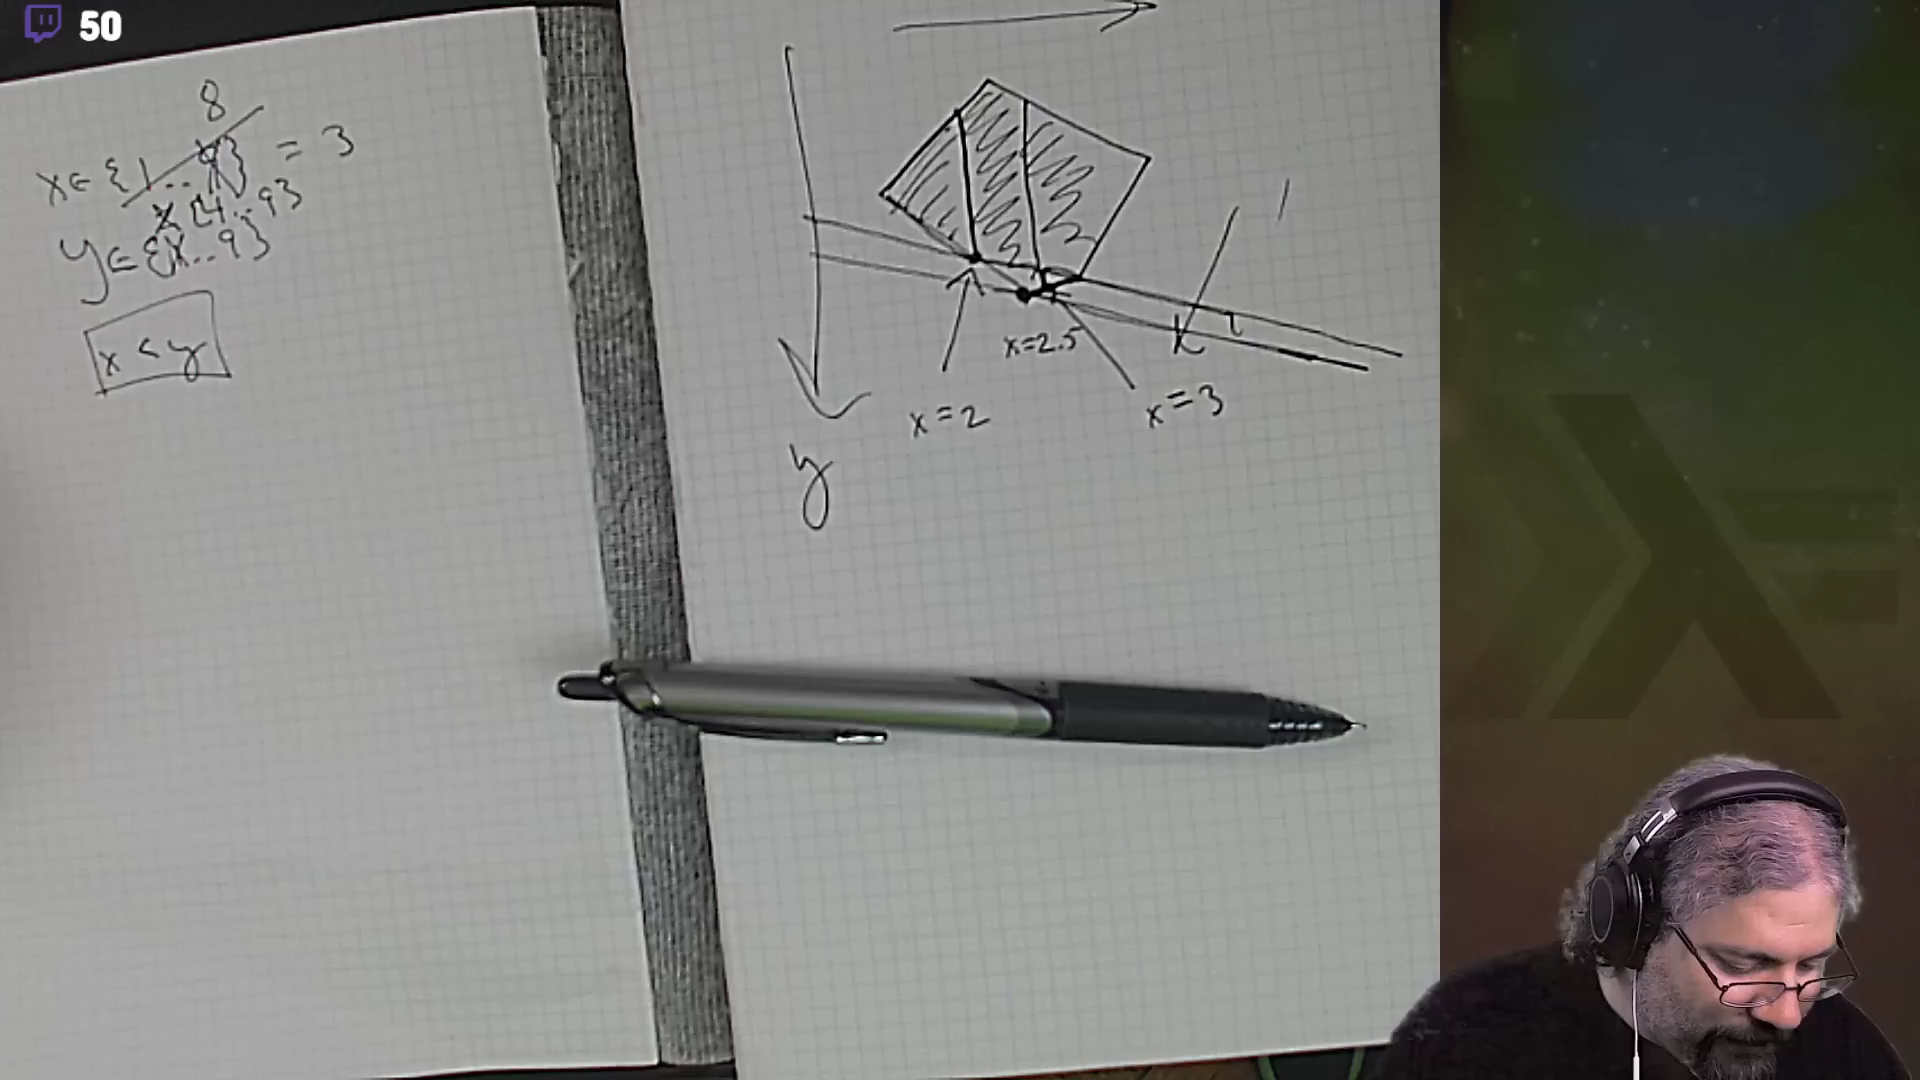 50
8
x ∈ {1..9} = 3
x {4..9}
y ∈ {x..9}
x < y
x=2.5
x=2
x=3
y